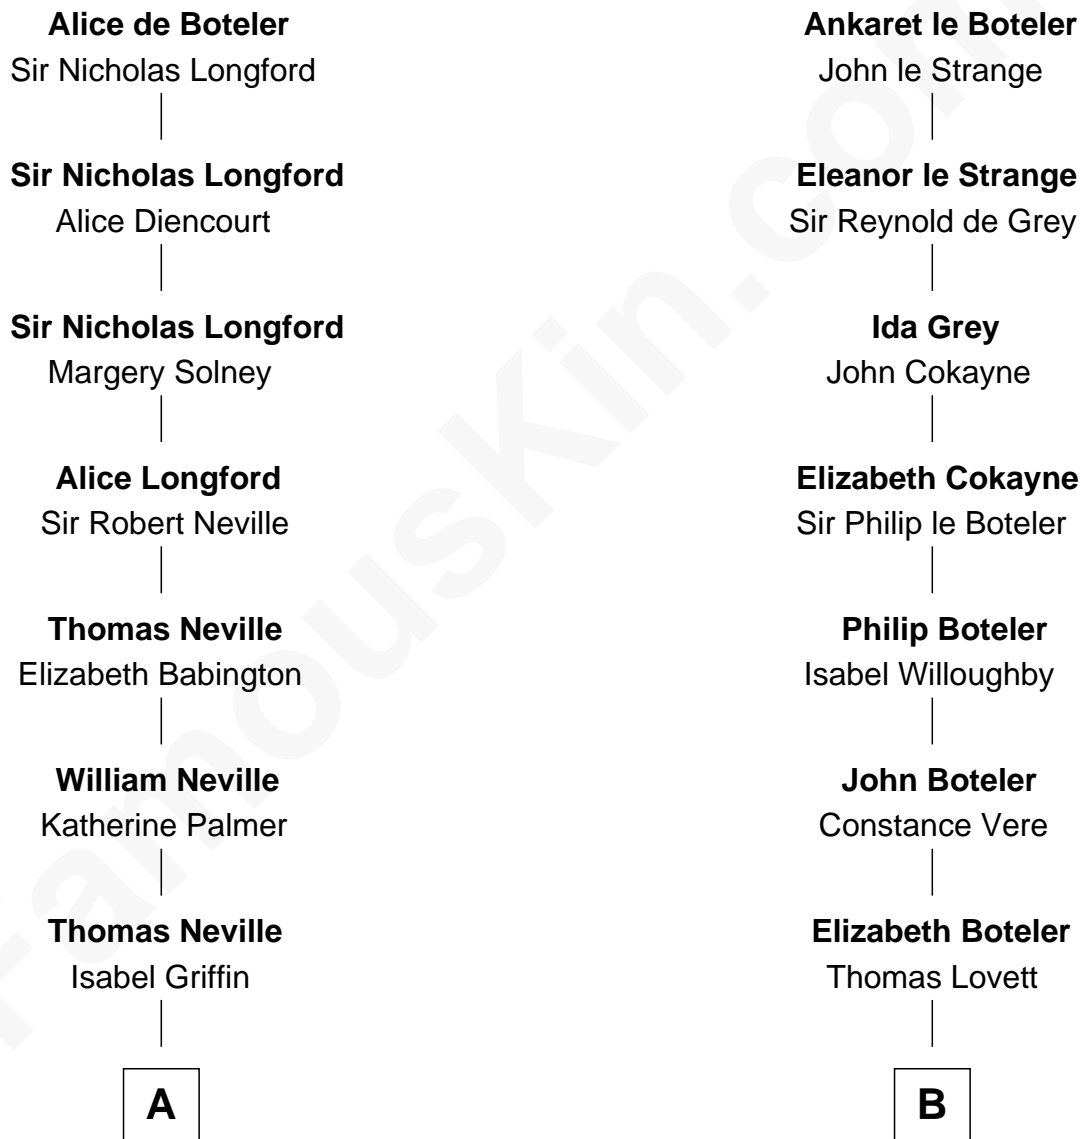 Alice de Boteler
Sir Nicholas Longford
Sir Nicholas Longford
Alice Diencourt
Sir Nicholas Longford
Margery Solney
Alice Longford
Sir Robert Neville
Thomas Neville
Elizabeth Babington
William Neville
Katherine Palmer
Thomas Neville
Isabel Griffin
A
Ankaret le Boteler
John le Strange
Eleanor le Strange
Sir Reynold de Grey
Ida Grey
John Cokayne
Elizabeth Cokayne
Sir Philip le Boteler
Philip Boteler
Isabel Willoughby
John Boteler
Constance Vere
Elizabeth Boteler
Thomas Lovett
B
FamousKin.com